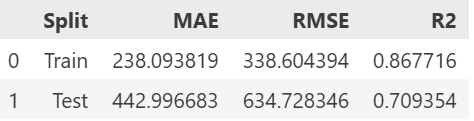 Split MAE RMSE R2
0 Train 238.093819 338.604394 0.867716
1 Test 442.996683 634.728346 0.709354